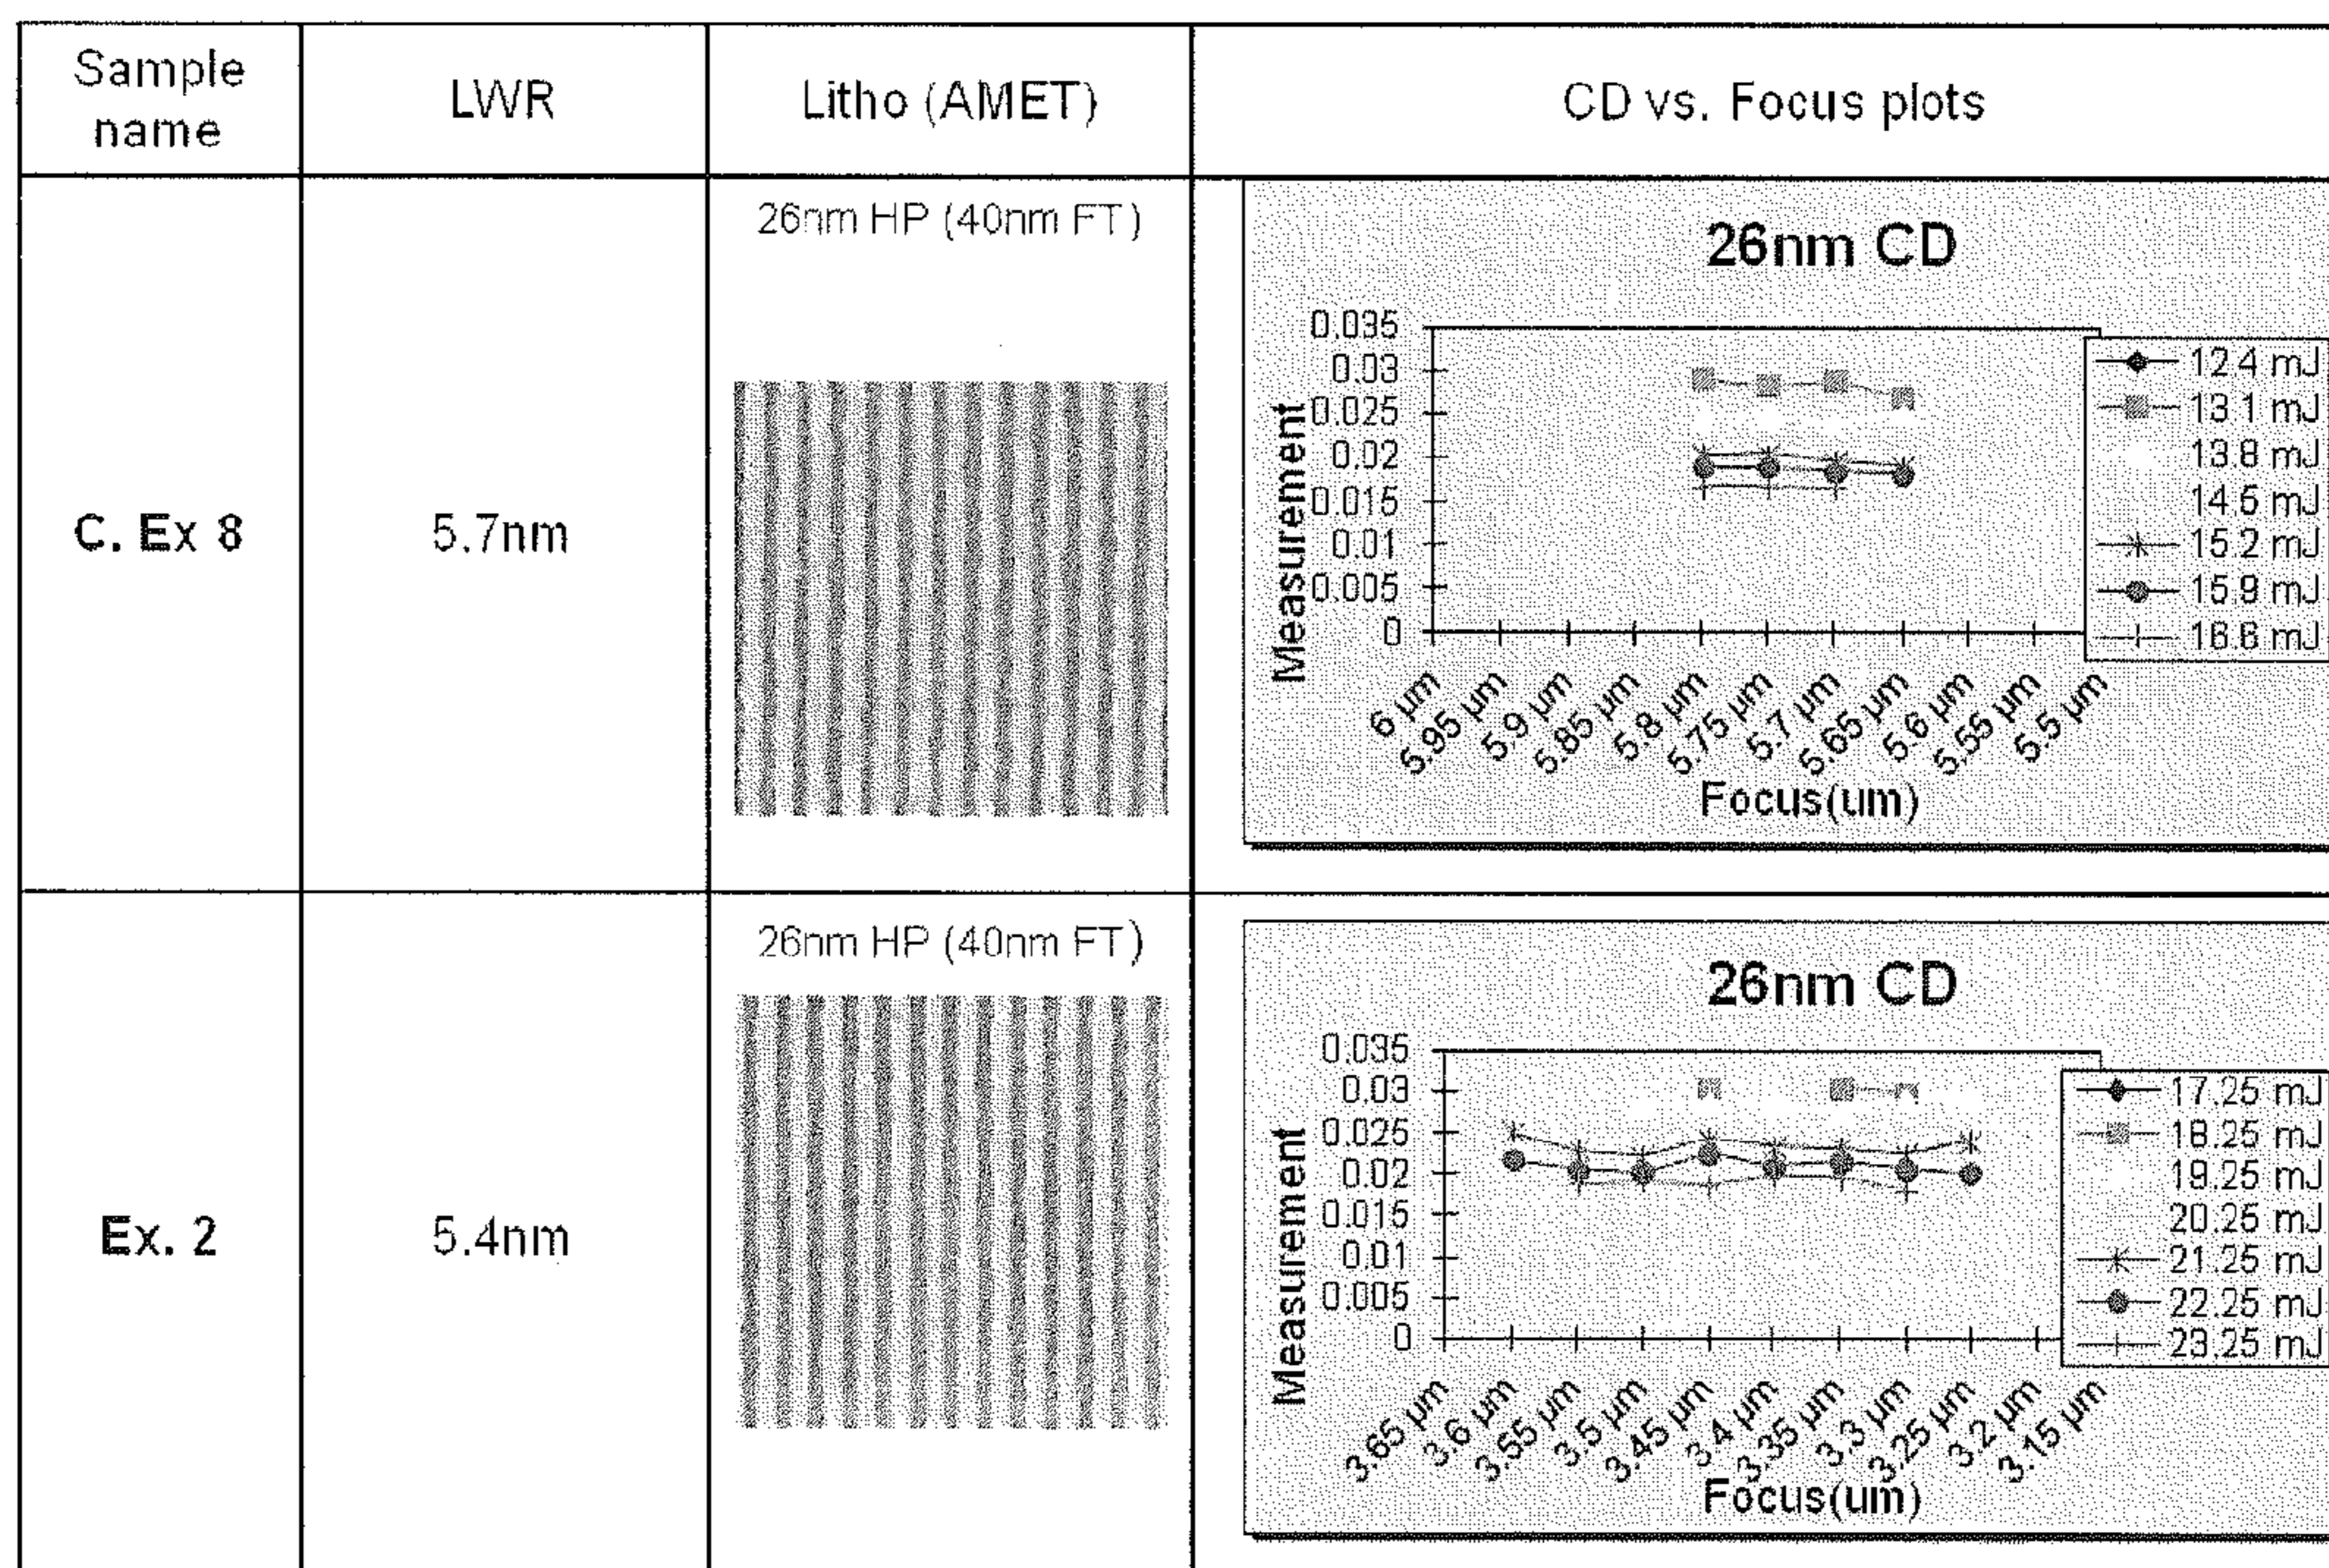 Sample
name
LWR
Litho (AMET)
CD vs. Focus plots
C. Ex 8
5.7nm
26nm HP (40nm FT)
26nm CD
Measurement
0.035
0.03
0.025
0.02
0.015
0.01
0.005
0
6 µm
5.95 µm
5.9 µm
5.85 µm
5.8 µm
5.75 µm
5.7 µm
5.65 µm
5.6 µm
5.55 µm
5.5 µm
Focus(um)
12.4 mJ
13.1 mJ
13.8 mJ
14.5 mJ
15.2 mJ
15.9 mJ
16.6 mJ
Ex. 2
5.4nm
26nm HP (40nm FT)
26nm CD
Measurement
0.035
0.03
0.025
0.02
0.015
0.01
0.005
0
3.65 µm
3.6 µm
3.55 µm
3.5 µm
3.45 µm
3.4 µm
3.35 µm
3.3 µm
3.25 µm
3.2 µm
3.15 µm
Focus(um)
17.25 mJ
18.25 mJ
19.25 mJ
20.25 mJ
21.25 mJ
22.25 mJ
23.25 mJ